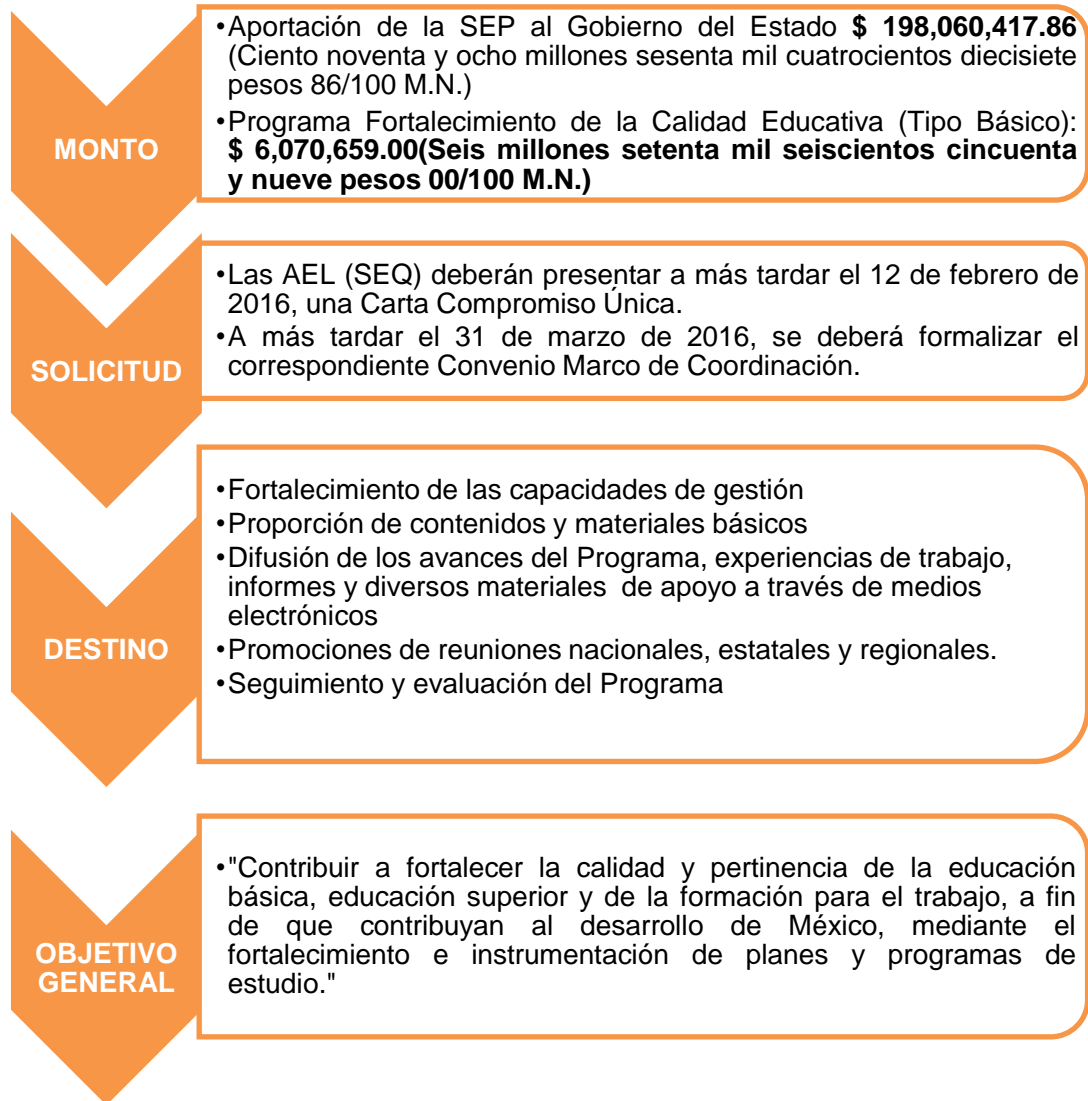 MONTO
•Aportación de la SEP al Gobierno del Estado $ 198,060,417.86
(Ciento noventa y ocho millones sesenta mil cuatrocientos diecisiete
pesos 86/100 M.N.)
•Programa Fortalecimiento de la Calidad Educativa (Tipo Básico):
$ 6,070,659.00(Seis millones setenta mil seiscientos cincuenta
y nueve pesos 00/100 M.N.)
SOLICITUD
•Las AEL (SEQ) deberán presentar a más tardar el 12 de febrero de
2016, una Carta Compromiso Única.
•A más tardar el 31 de marzo de 2016, se deberá formalizar el
correspondiente Convenio Marco de Coordinación.
DESTINO
•Fortalecimiento de las capacidades de gestión
•Proporción de contenidos y materiales básicos
•Difusión de los avances del Programa, experiencias de trabajo,
informes y diversos materiales de apoyo a través de medios
electrónicos
•Promociones de reuniones nacionales, estatales y regionales.
•Seguimiento y evaluación del Programa
OBJETIVO
GENERAL
•"Contribuir a fortalecer la calidad y pertinencia de la educación
básica, educación superior y de la formación para el trabajo, a fin
de que contribuyan al desarrollo de México, mediante el
fortalecimiento e instrumentación de planes y programas de
estudio."